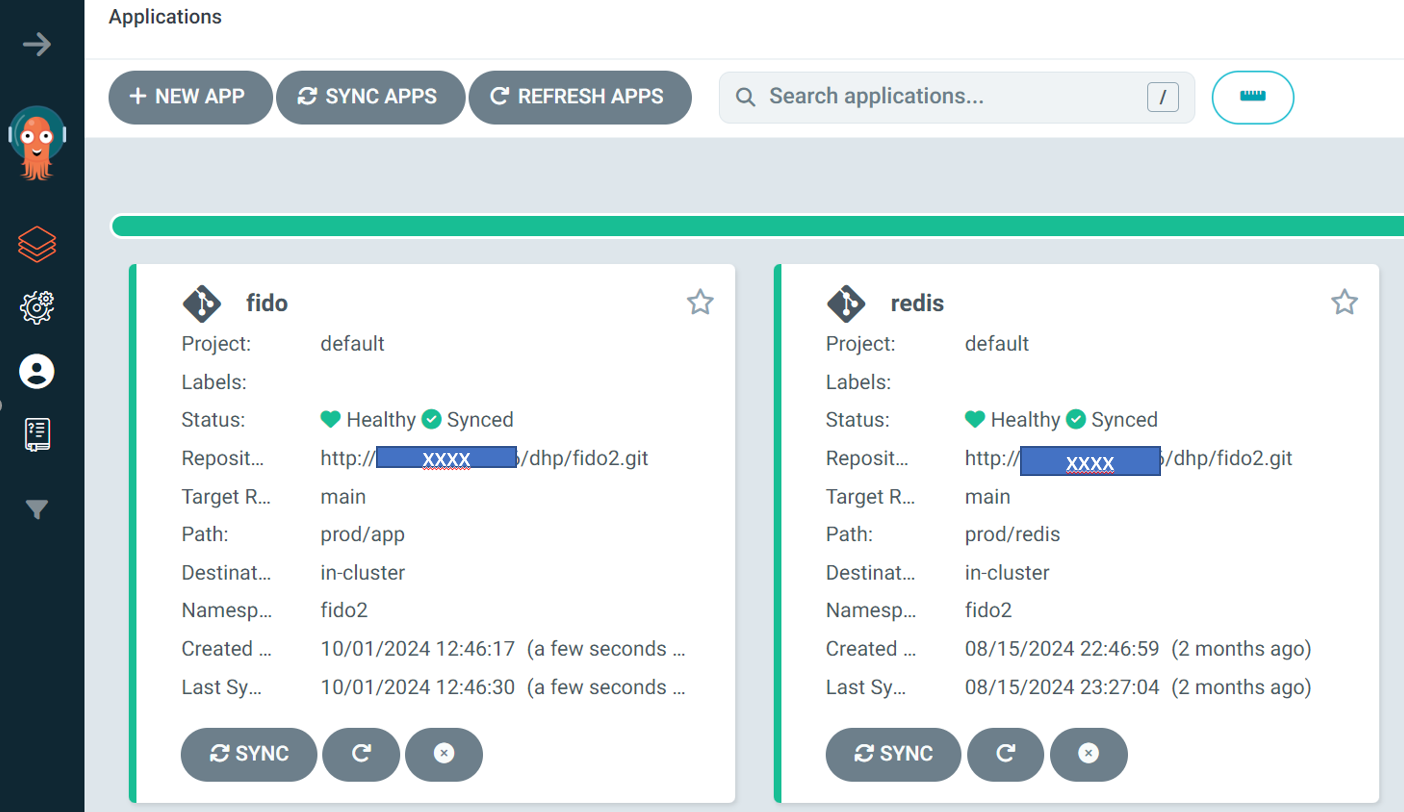 Applications
+ NEW APP SYNC APPS REFRESH APPS Search applications... /
fido
Project: default
Labels:
Status: Healthy Synced
Reposit... http:// XXXX /dhp/fido2.git
Target R... main
Path: prod/app
Destinat... in-cluster
Namesp... fido2
Created ... 10/01/2024 12:46:17 (a few seconds ...
Last Sy... 10/01/2024 12:46:30 (a few seconds ...
SYNC
redis
Project: default
Labels:
Status: Healthy Synced
Reposit... http:// XXXX /dhp/fido2.git
Target R... main
Path: prod/redis
Destinat... in-cluster
Namesp... fido2
Created ... 08/15/2024 22:46:59 (2 months ago)
Last Sy... 08/15/2024 23:27:04 (2 months ago)
SYNC